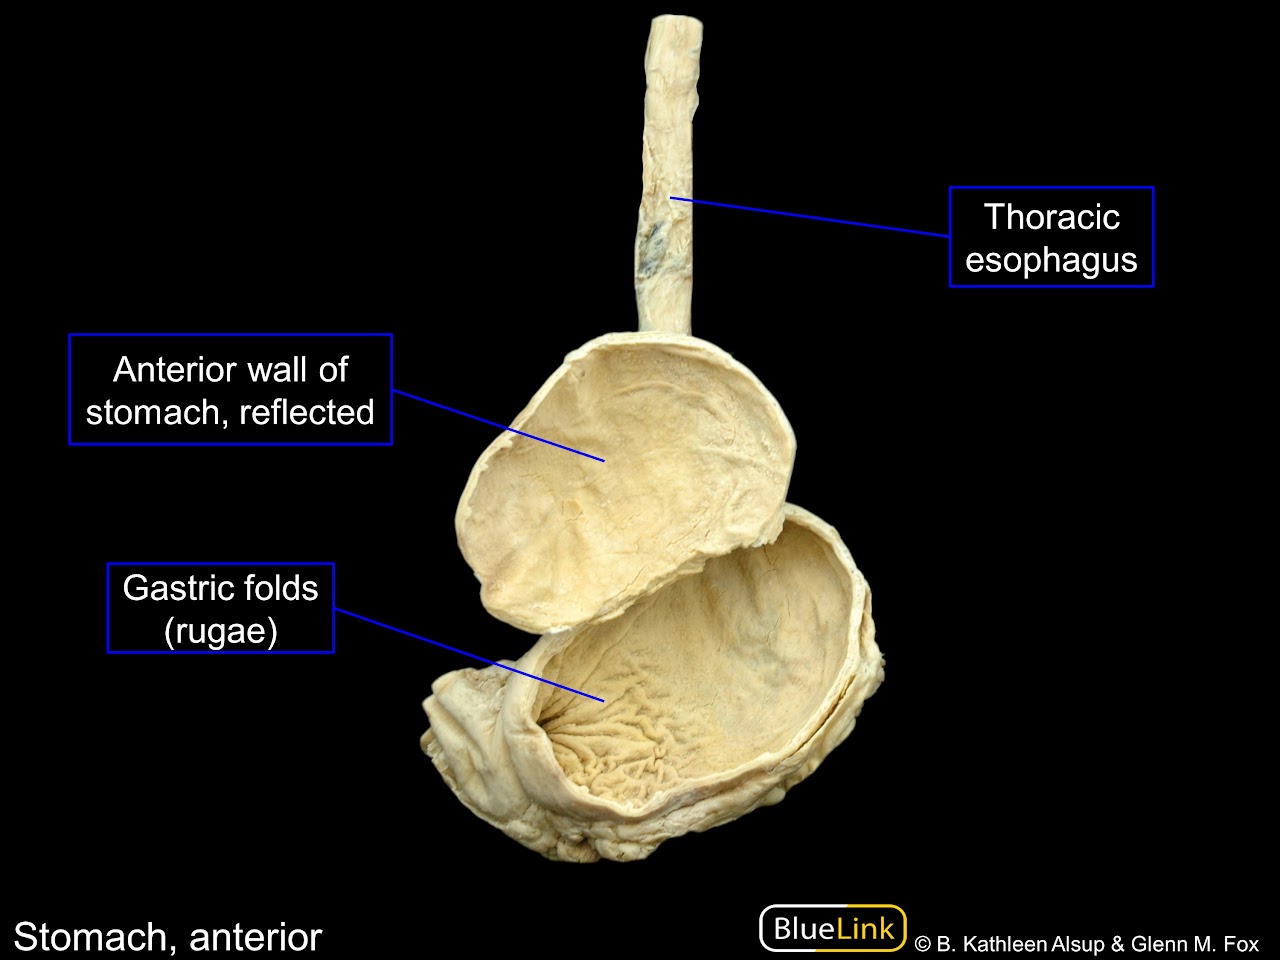 Thoracic
esophagus
Anterior wall of
stomach, reflected
Gastric folds
(rugae)
Stomach, anterior
BlueLink
© B. Kathleen Alsup & Glenn M. Fox